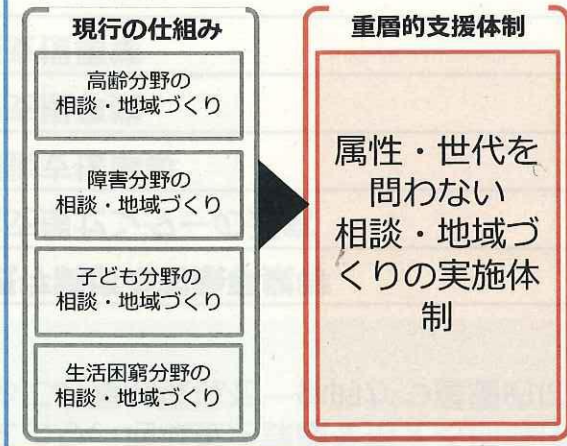 現行の仕組み
高齢分野の
相談・地域づくり
障害分野の
相談・地域づくり
子ども分野の
相談・地域づくり
生活困窮分野の
相談・地域づくり
重層的支援体制
属性・世代を
問わない
相談・地域づ
くりの実施体
制